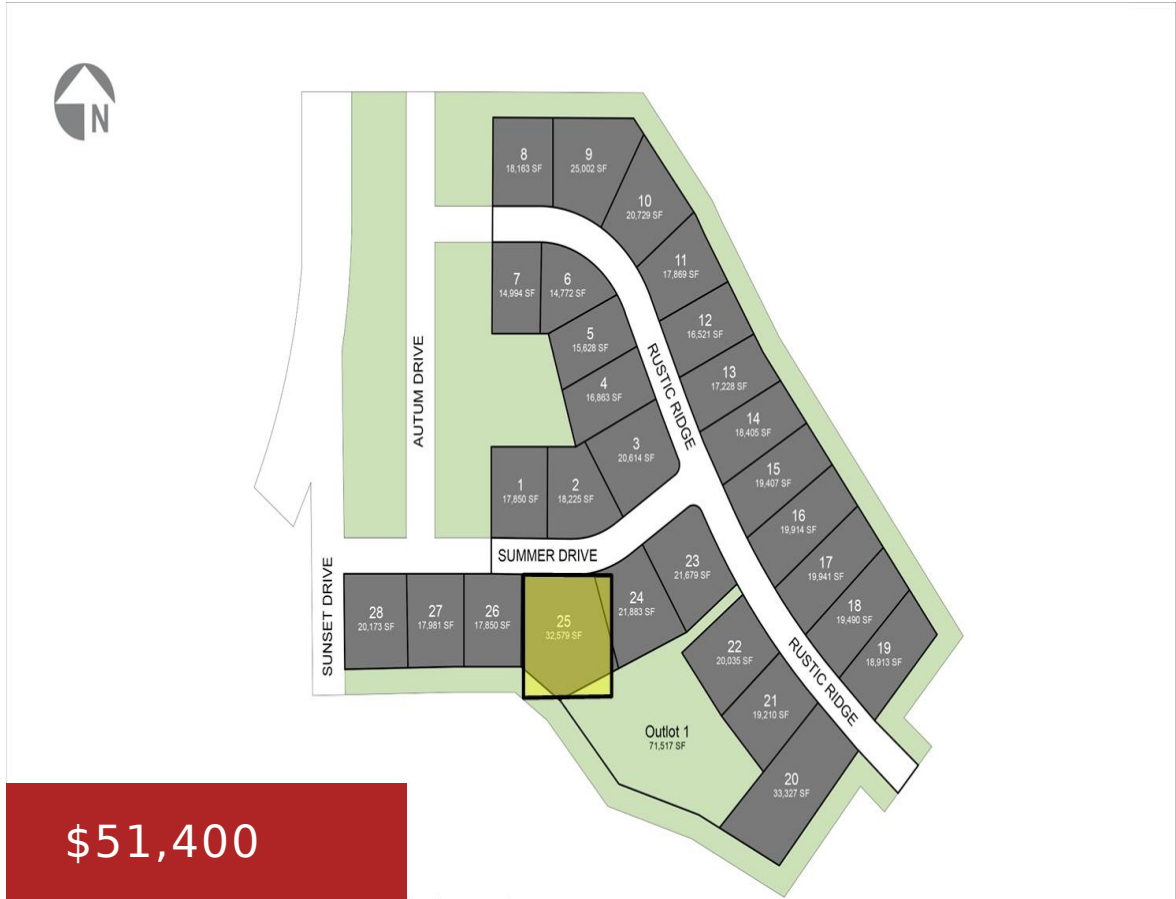 N
8
18,163 SF
9
25,002 SF
10
20,729 SF
11
17,869 SF
7
14,994 SF
6
14,772 SF
12
16,521 SF
5
15,628 SF
RUSTIC RIDGE
13
17,228 SF
4
16,863 SF
AUTUM DRIVE
14
18,405 SF
3
20,614 SF
15
19,407 SF
1
17,850 SF
2
18,225 SF
16
19,914 SF
SUMMER DRIVE
17
19,941 SF
23
21,679 SF
SUNSET DRIVE
28
20,173 SF
27
17,981 SF
26
17,850 SF
25
32,579 SF
24
21,883 SF
18
19,490 SF
19
18,913 SF
22
20,035 SF
RUSTIC RIDGE
21
19,210 SF
Outlot 1
71,517 SF
20
33,327 SF
$51,400